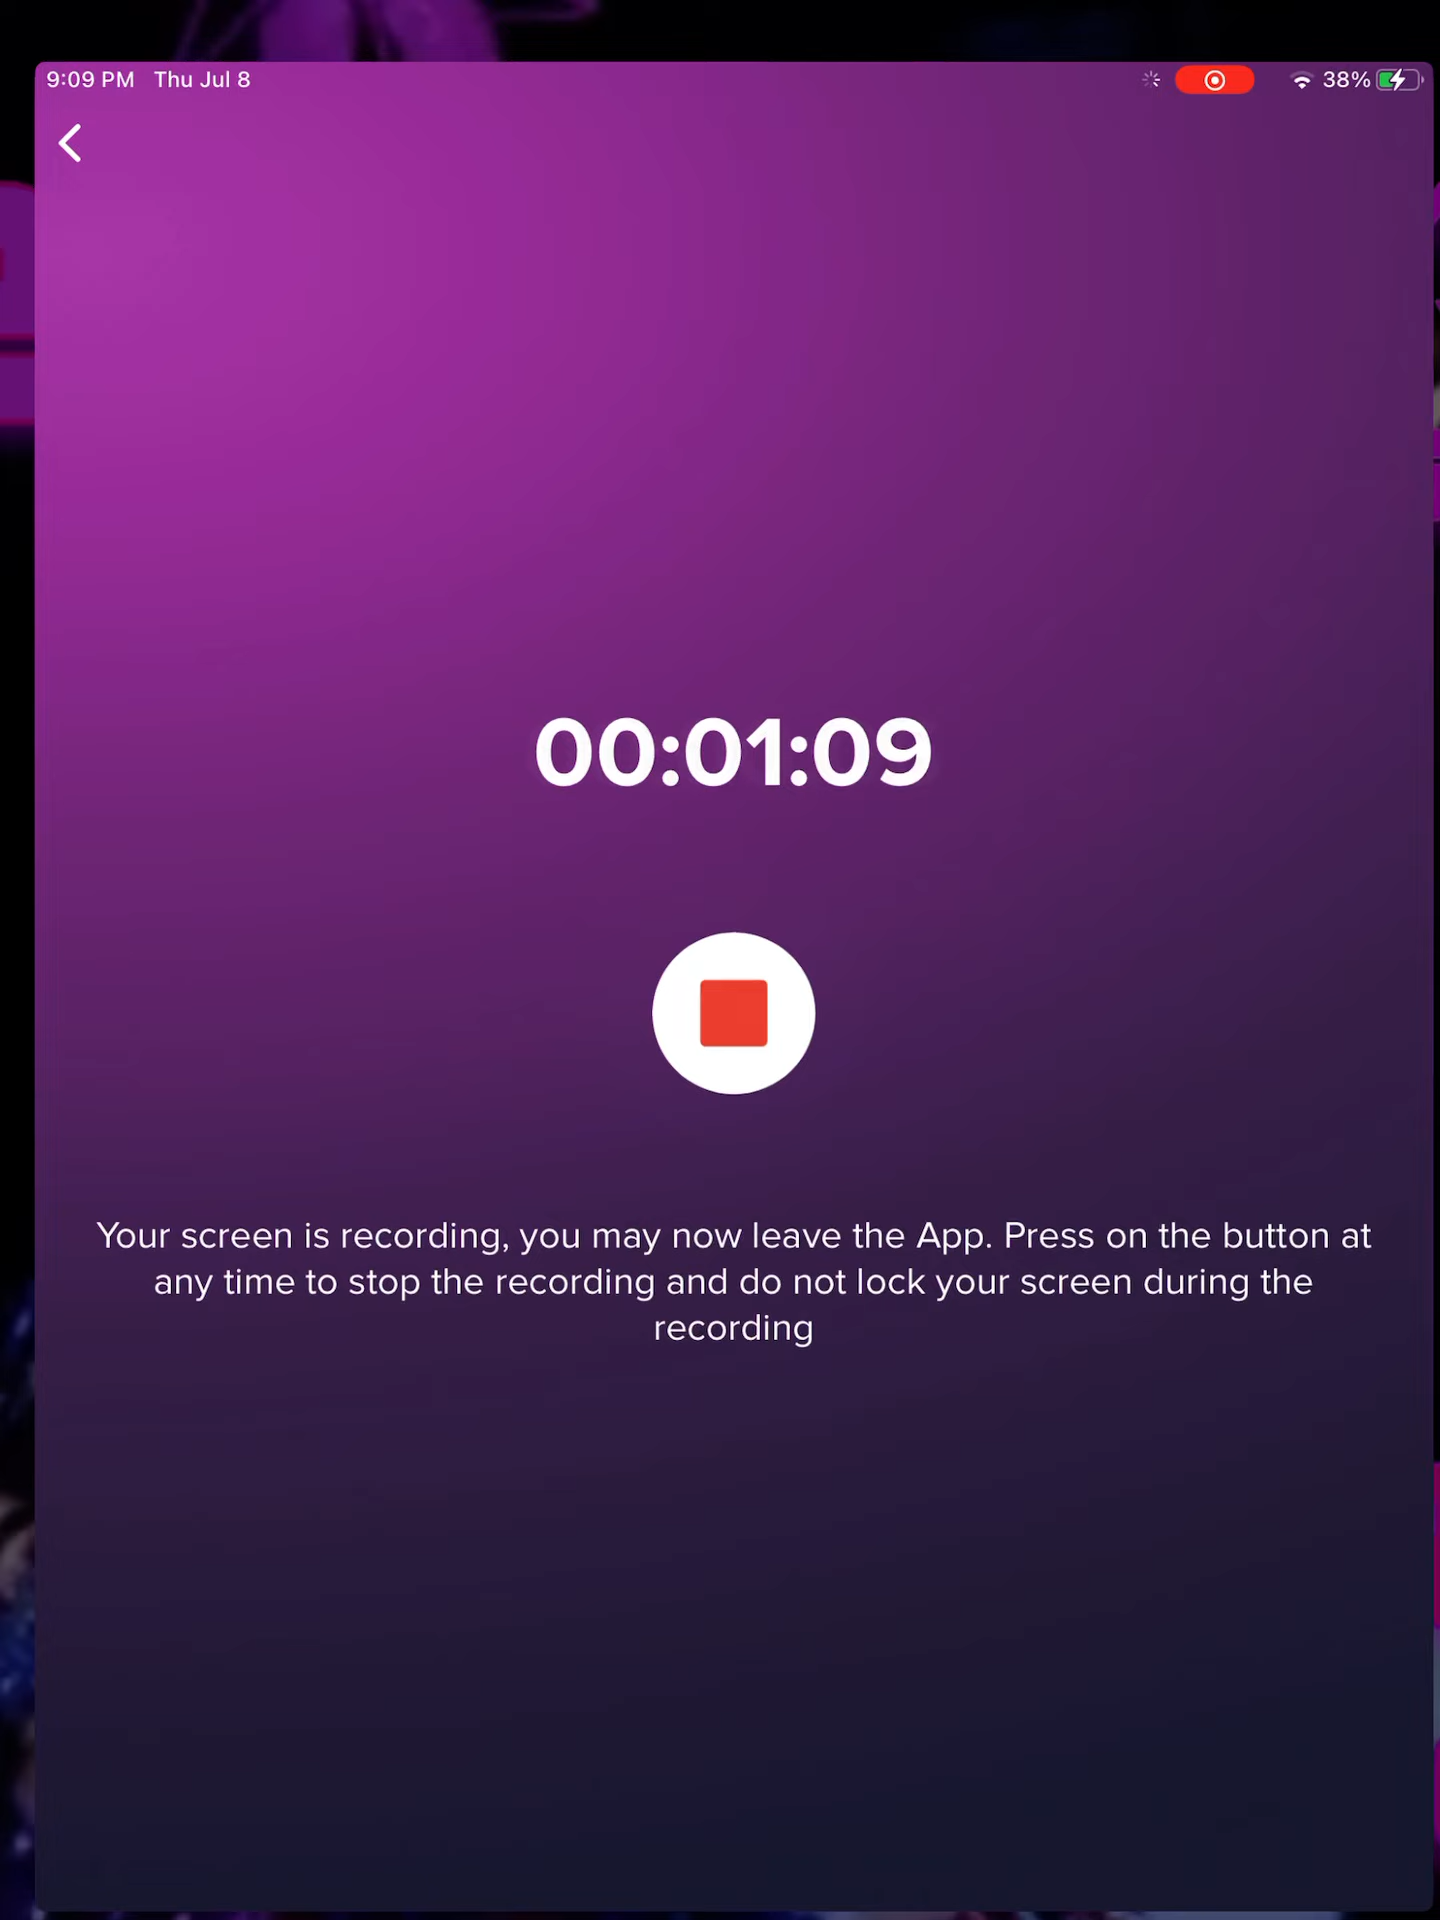 9:09 PM Thu Jul 8 38%
00:01:09
Your screen is recording, you may now leave the App. Press on the button at
any time to stop the recording and do not lock your screen during the
recording